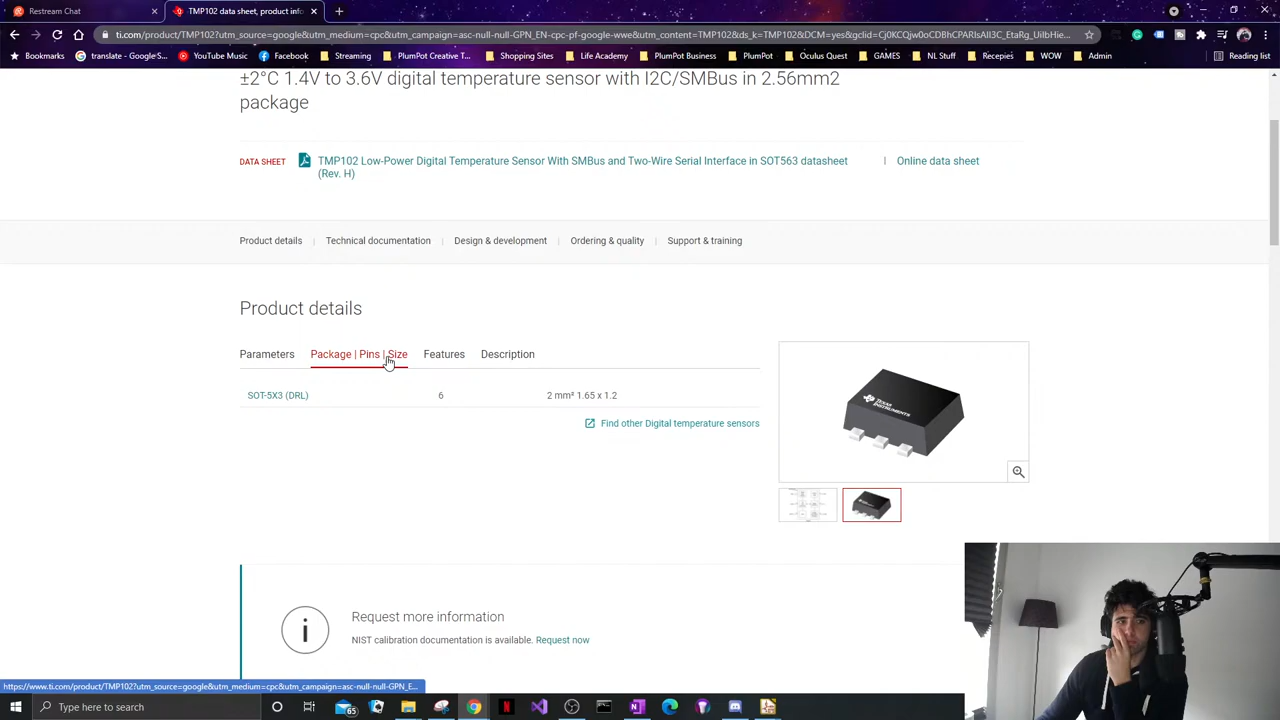 Restream Chat
TMP102 data sheet, product info
ti.com/product/TMP102?utm_source=google&utm_medium=cpc&utm_campaign=asc-null-null-GPN_EN-cpc-pf-google-wwe&utm_content=TMP102&ds_k=TMP102&DCM=yes&gclid=
Bookmarks
translate - Google S...
YouTube Music
Facebook
Streaming
PlumPot Creative T...
Shopping Sites
Life Academy
PlumPot Business
PlumPot
Oculus Quest
GAMES
NL Stuff
Recepies
WOW
Admin
Reading list
±2°C 1.4V to 3.6V digital temperature sensor with I2C/SMBus in 2.56mm2
package
DATA SHEET
TMP102 Low-Power Digital Temperature Sensor With SMBus and Two-Wire Serial Interface in SOT563 datasheet
(Rev. H)
Online data sheet
Product details | Technical documentation | Design & development | Ordering & quality | Support & training
Product details
Parameters
Package | Pins | Size
Features
Description
SOT-5X3 (DRL) 6 2 mm² 1.65 x 1.2
Find other Digital temperature sensors
TEXAS
INSTRUMENTS
Request more information
NIST calibration documentation is available. Request now
https://www.ti.com/product/TMP102?utm_source=google&utm_medium=cpc&utm_campaign=asc-null-null-GPN_E...
Type here to search
65